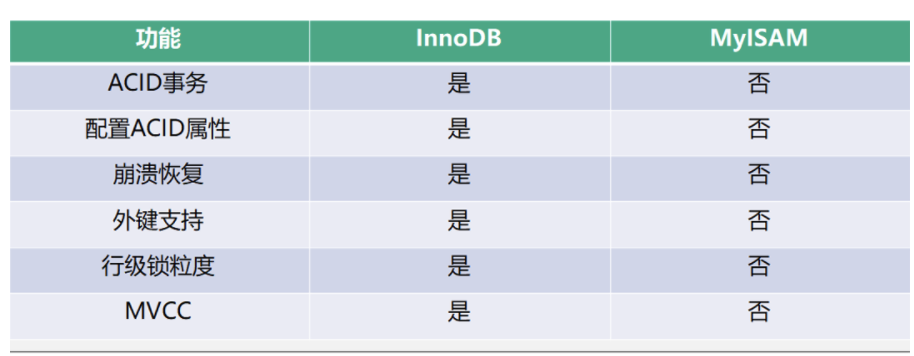 功能 InnoDB MyISAM
ACID事务 是 否
配置ACID属性 是 否
崩溃恢复 是 否
外键支持 是 否
行级锁粒度 是 否
MVCC 是 否